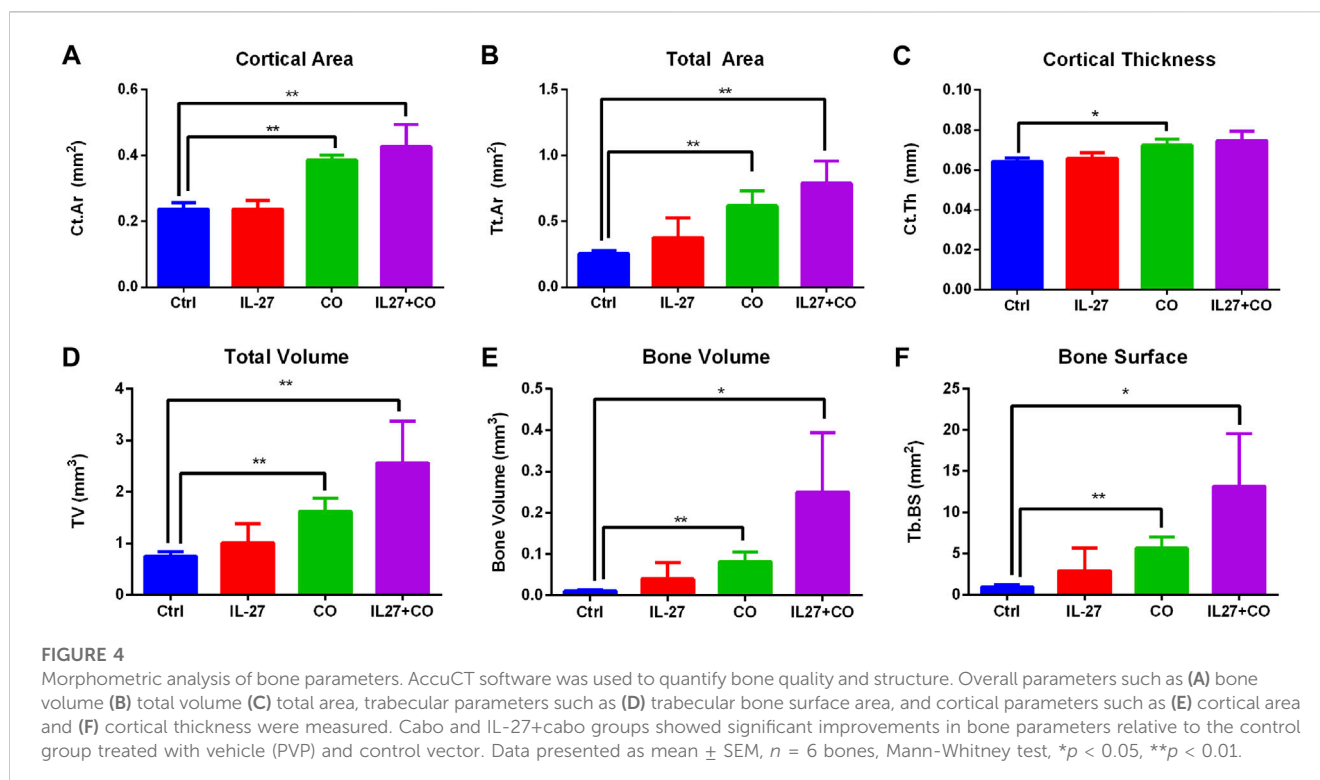 A
Cortical Area
Ct.Ar (mm²)
0.6
0.4
0.2
0.0
**
**
Ctrl IL-27 CO IL27+CO
B
Total Area
Tt.Ar (mm²)
1.5
1.0
0.5
0.0
**
**
Ctrl IL-27 CO IL27+CO
C
Cortical Thickness
Ct.Th (mm)
0.10
0.08
0.06
0.04
0.02
0.00
*
Ctrl IL-27 CO IL27+CO
D
Total Volume
TV (mm³)
4
3
2
1
0
**
**
Ctrl IL-27 CO IL27+CO
E
Bone Volume
Bone Volume (mm³)
0.5
0.4
0.3
0.2
0.1
0.0
*
**
Ctrl IL-27 CO IL27+CO
F
Bone Surface
Tb.BS (mm²)
25
20
15
10
5
0
*
**
Ctrl IL-27 CO IL27+CO
FIGURE 4
Morphometric analysis of bone parameters. AccuCT software was used to quantify bone quality and structure. Overall parameters such as (A) bone
volume (B) total volume (C) total area, trabecular parameters such as (D) trabecular bone surface area, and cortical parameters such as (E) cortical area
and (F) cortical thickness were measured. Cabo and IL-27+cabo groups showed significant improvements in bone parameters relative to the control
group treated with vehicle (PVP) and control vector. Data presented as mean ± SEM, n = 6 bones, Mann-Whitney test, *p < 0.05, **p < 0.01.